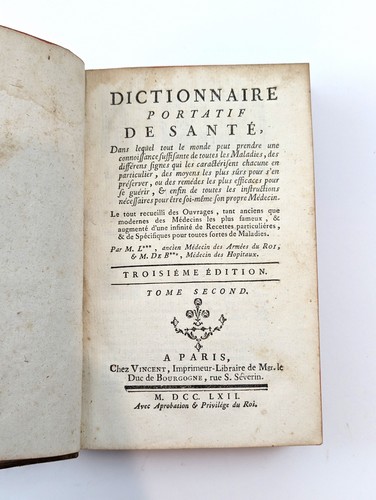 DICTIONNAIRE
PORTATIF
DE SANTÉ,
Dans lequel tout le monde peut prendre une
connoissance suffisante de toutes les Maladies, des
différens signes qui les caractérisent chacune en
particulier, des moyens les plus sûrs pour s'en
préserver, ou des remédes les plus efficaces pour
se guérir, & enfin de toutes les instructions
nécessaires pour être soi-même son propre Médecin.
Le tout recueilli des Ouvrages, tant anciens que
modernes des Médecins les plus fameux, &
augmenté d'une infinité de Recettes particulières,
& de Spécifiques pour toutes sortes de Maladies.
Par M. L***, ancien Médecin des Armées du ROI,
& M. DE B***, Médecin des Hopitaux.
TROISIÉME ÉDITION.
TOME SECOND.
A PARIS,
Chez VINCENT, Imprimeur-Libraire de Mgr. le
Duc de BOURGOGNE, rue S. Séverin.
M. DCC. LXII.
Avec Aprobation & Privilége du Roi.